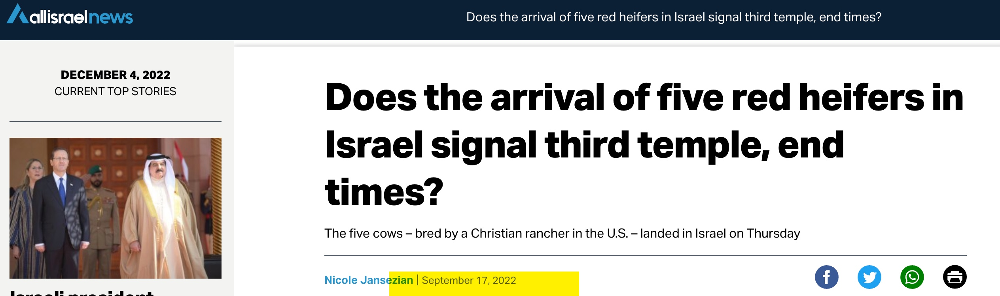 allisraelnews
Does the arrival of five red heifers in Israel signal third temple, end times?
DECEMBER 4, 2022
CURRENT TOP STORIES
Israeli president
Does the arrival of five red heifers in
Israel signal third temple, end
times?
The five cows – bred by a Christian rancher in the U.S. – landed in Israel on Thursday
Nicole Jansezian | September 17, 2022